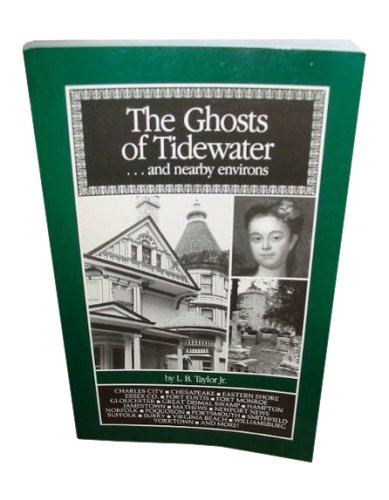 The Ghosts
of Tidewater
. . . and nearby environs
by L. B. Taylor Jr.
CHARLES CITY ■ CHESAPEAKE ■ EASTERN SHORE
ESSEX CO. ■ FORT EUSTIS ■ FORT MONROE
GLOUCESTER ■ GREAT DISMAL SWAMP ■ HAMPTON
JAMESTOWN ■ MATHEWS ■ NEWPORT NEWS
NORFOLK ■ POQUOSON ■ PORTSMOUTH ■ SMITHFIELD
SUFFOLK ■ SURRY ■ VIRGINIA BEACH ■ WILLIAMSBURG
YORKTOWN ■ AND MORE!